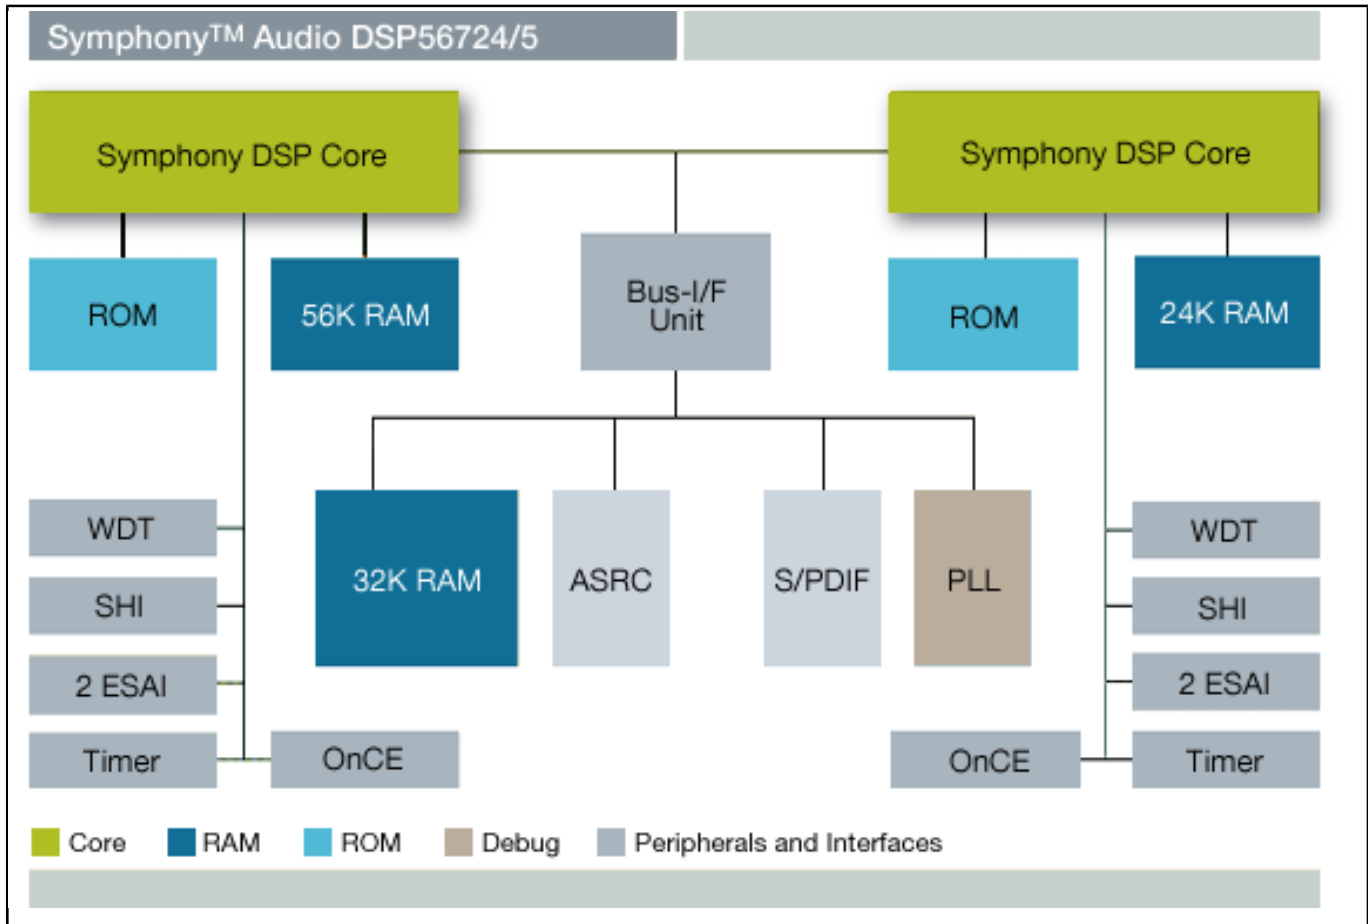 Symphony™ Audio DSP56724/5
Symphony DSP Core
Symphony DSP Core
ROM
56K RAM
Bus-I/F
Unit
ROM
24K RAM
WDT
SHI
2 ESAI
Timer
OnCE
32K RAM
ASRC
S/PDIF
PLL
WDT
SHI
2 ESAI
OnCE
Timer
Core
RAM
ROM
Debug
Peripherals and Interfaces